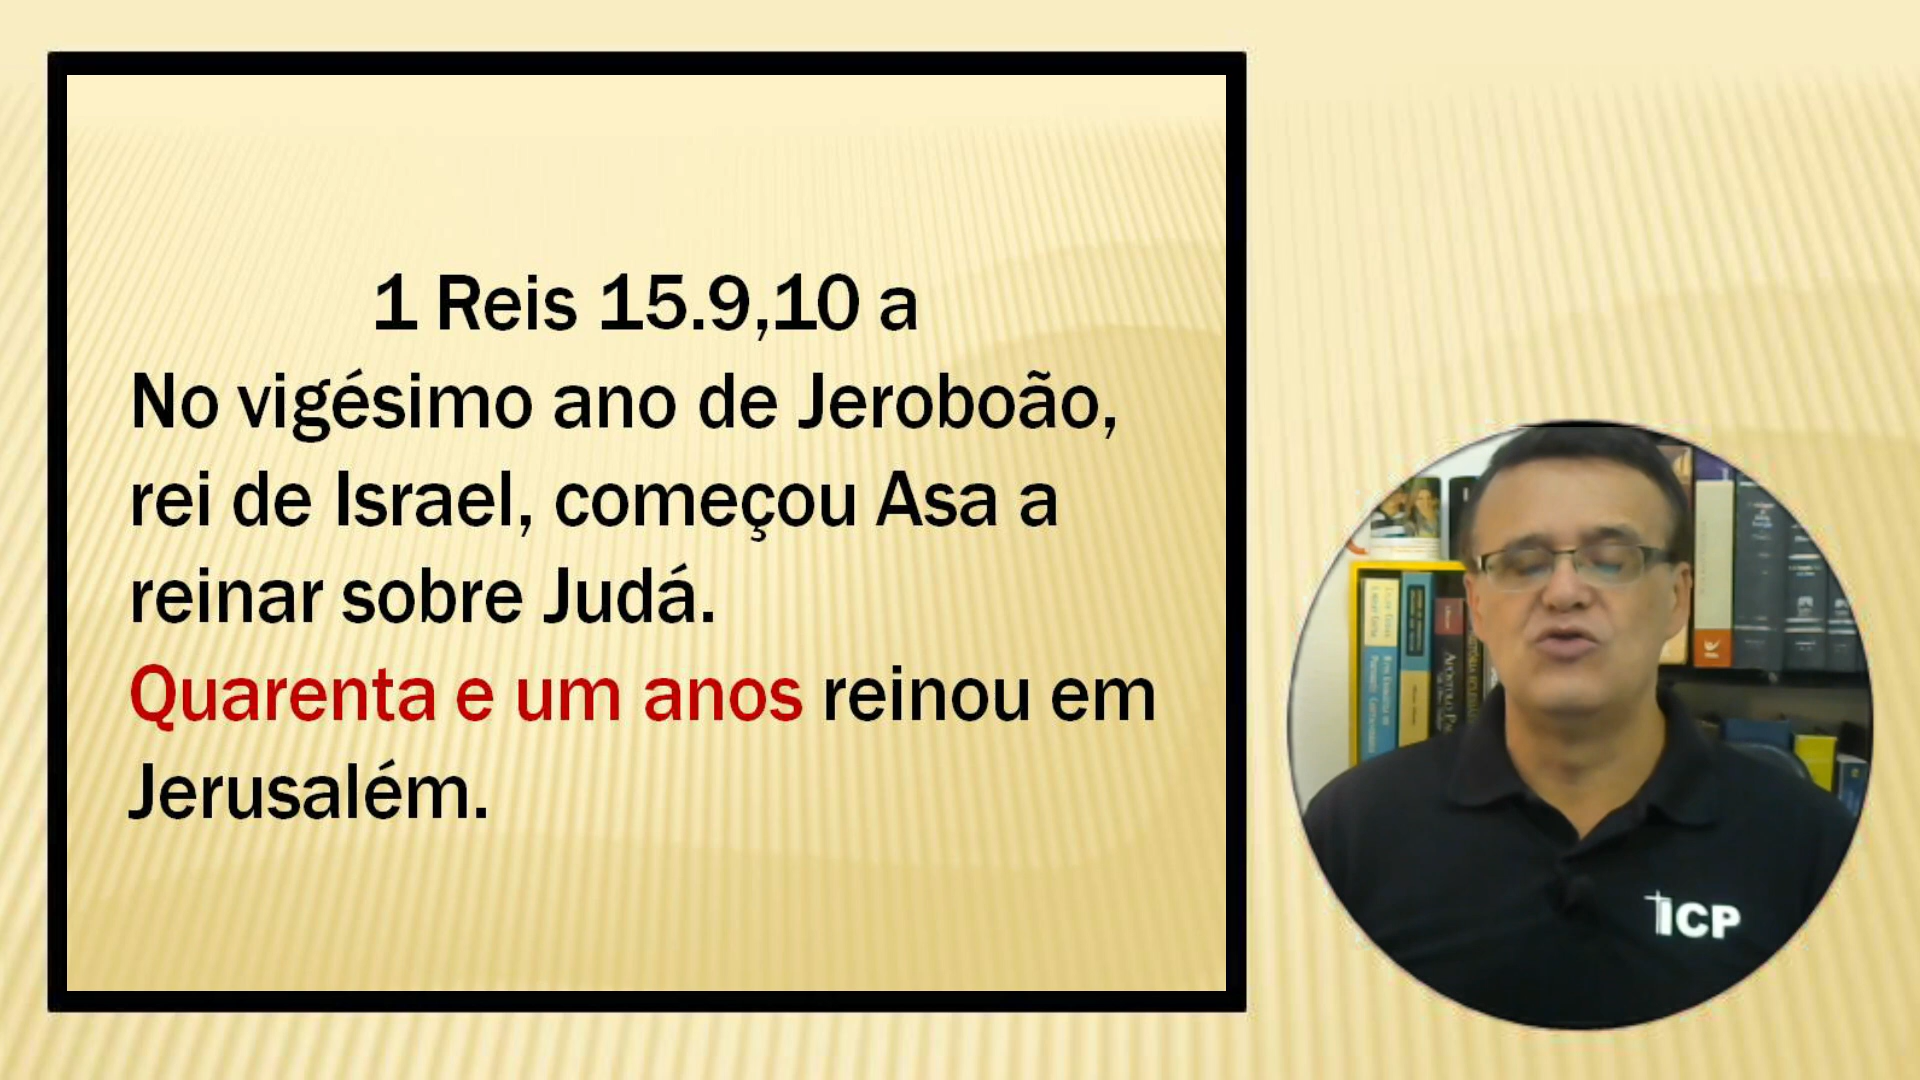 1 Reis 15.9,10 a
No vigésimo ano de Jeroboão,
rei de Israel, começou Asa a
reinar sobre Judá.
Quarenta e um anos reinou em
Jerusalém.
ICP